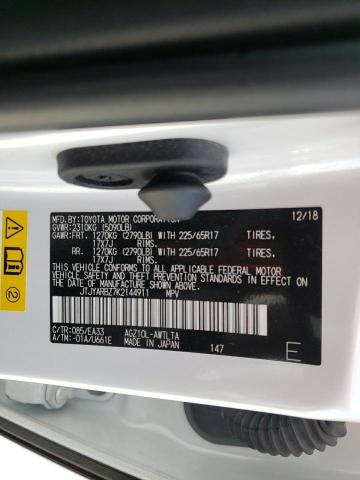 MFD. BY: TOYOTA MOTOR CORPORATION 12/18
GVWR: 2310KG (5090LB)
GAWR: FRT. 1270KG (2790LB) WITH 225/65R17 TIRES.
17X7J RIMS.
RR. 1270KG (2790LB) WITH 225/65R17 TIRES.
17X7J RIMS.
THIS VEHICLE CONFORMS TO ALL APPLICABLE FEDERAL MOTOR
VEHICLE SAFETY AND THEFT PREVENTION STANDARDS IN
EFFECT ON THE DATE OF MANUFACTURE SHOWN ABOVE.
JTJYARBZ7K2144911 MPV
C/TR: 085/EA33 AGZ10L-AWTLTA
A/TM: -01A/U661E MADE IN JAPAN 147 E
2